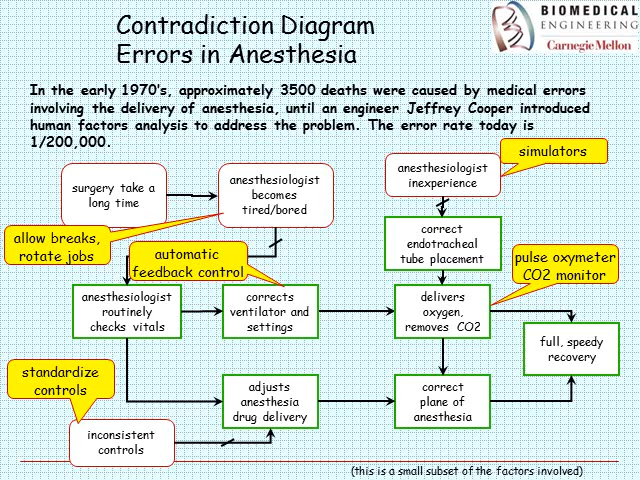 Contradiction Diagram
Errors in Anesthesia
BIOMEDICAL
ENGINEERING
Carnegie Mellon
In the early 1970's, approximately 3500 deaths were caused by medical errors
involving the delivery of anesthesia, until an engineer Jeffrey Cooper introduced
human factors analysis to address the problem. The error rate today is
1/200,000.
simulators
surgery take a
long time
anesthesiologist
becomes
tired/bored
anesthesiologist
inexperience
allow breaks,
rotate jobs
automatic
feedback control
correct
endotracheal
tube placement
pulse oxymeter
CO2 monitor
anesthesiologist
routinely
checks vitals
corrects
ventilator and
settings
delivers
oxygen,
removes CO2
full, speedy
recovery
standardize
controls
adjusts
anesthesia
drug delivery
correct
plane of
anesthesia
inconsistent
controls
(this is a small subset of the factors involved)